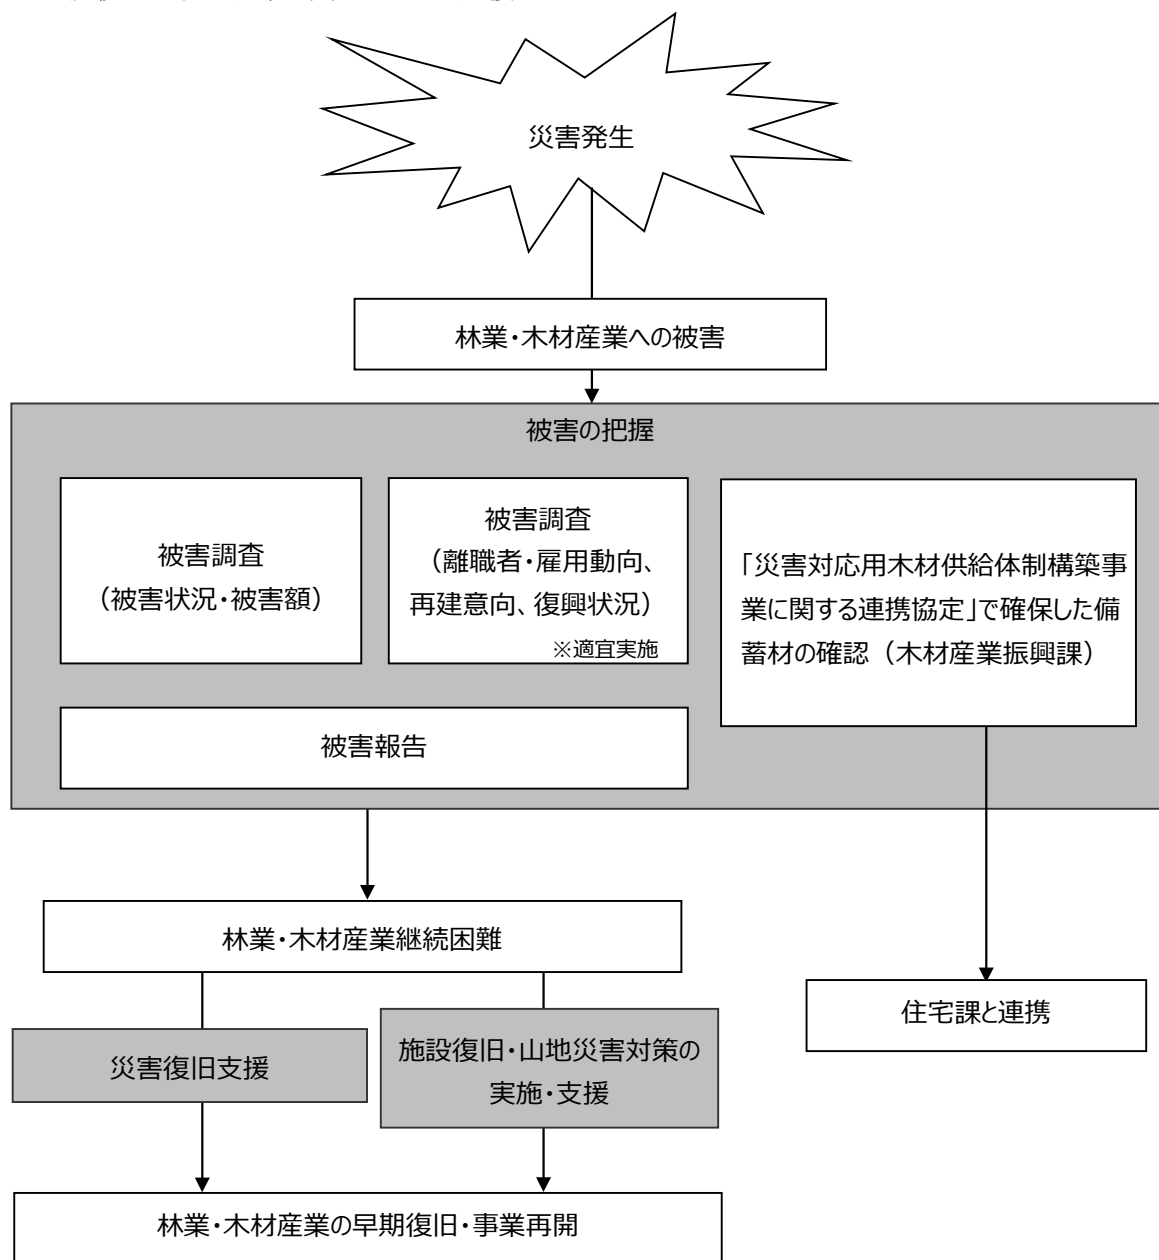 災害発生
林業・木材産業への被害
被害の把握
被害調査
（被害状況・被害額）
被害調査
（離職者・雇用動向、
再建意向、復興状況）
※適宜実施
「災害対応用木材供給体制構築事
業に関する連携協定」で確保した備
蓄材の確認（木材産業振興課）
被害報告
林業・木材産業継続困難
住宅課と連携
災害復旧支援
施設復旧・山地災害対策の
実施・支援
林業・木材産業の早期復旧・事業再開